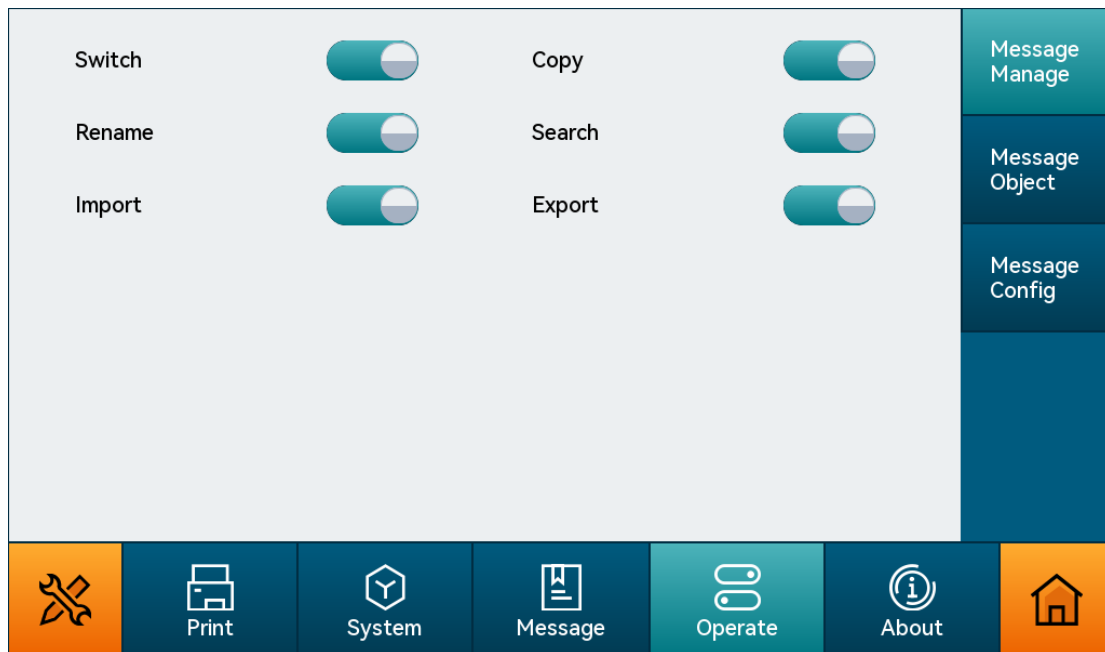 Switch
Copy
Rename
Search
Import
Export
Message
Manage
Message
Object
Message
Config
Print
System
Message
Operate
About